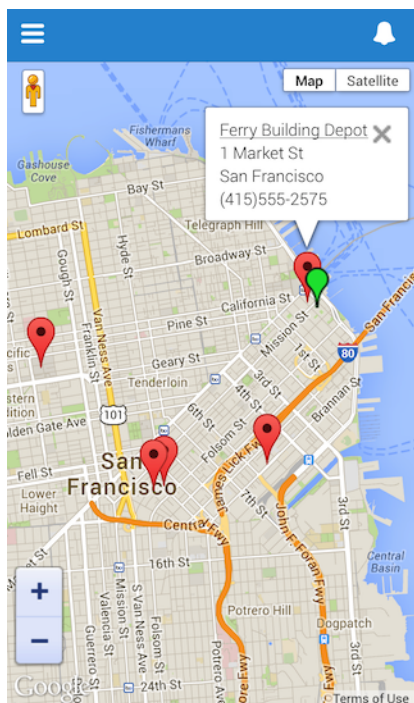 Map
Satellite
Ferry Building Depot
1 Market St
San Francisco
(415)555-2575
Fishermans
Wharf
Gashouse
Cove
Bay St
Telegraph Hill
Lombard St
Hyde St
Gough St
Broadway St
Van Ness Ave
Franklin St
California St
Pine St
Mission St
San Francis
Geary St
1st St
80
Tenderloin
3rd St
4th St
Brannan St
101
6th St
Folsom St
Golden Gate Ave
James Lick Fwy
Fell St
San
Francisco
Lower
Haight
7th St
John F. Foran Fwy
3rd St
Central Fwy
Market St
16th St
Central
Basin
+
S Van Ness Ave
Mission St
Valencia St
Guerrero St
Potrero Hill
Dogpatch
−
Potrero Ave
24th St
Google
Terms of Use